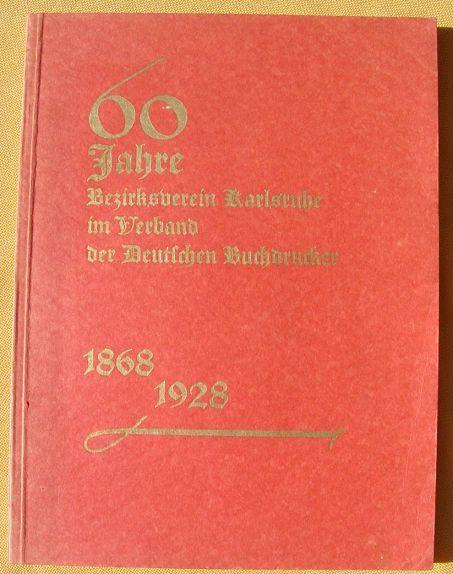 60
Jahre
Bezirksverein Karlsruhe
im Verband
der Deutschen Buchdrucker
1868
1928